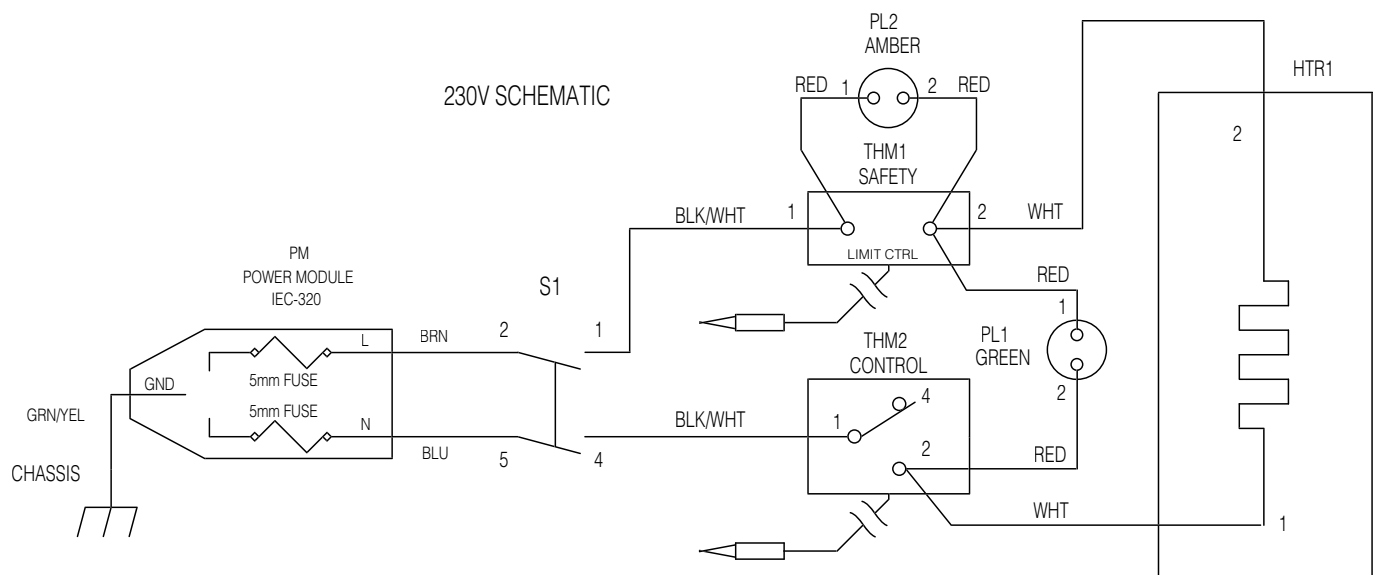 230V SCHEMATIC
PL2
AMBER
RED 1 2 RED
THM1
SAFETY
BLK/WHT 1 2 WHT
LIMIT CTRL
HTR1
2
1
PM
POWER MODULE
IEC-320
GND
L
5mm FUSE
5mm FUSE
N
GRN/YEL
CHASSIS
BRN
BLU
S1
2 1
5 4
RED
1
PL1
GREEN
2
RED
THM2
CONTROL
BLK/WHT 1 4
2
WHT